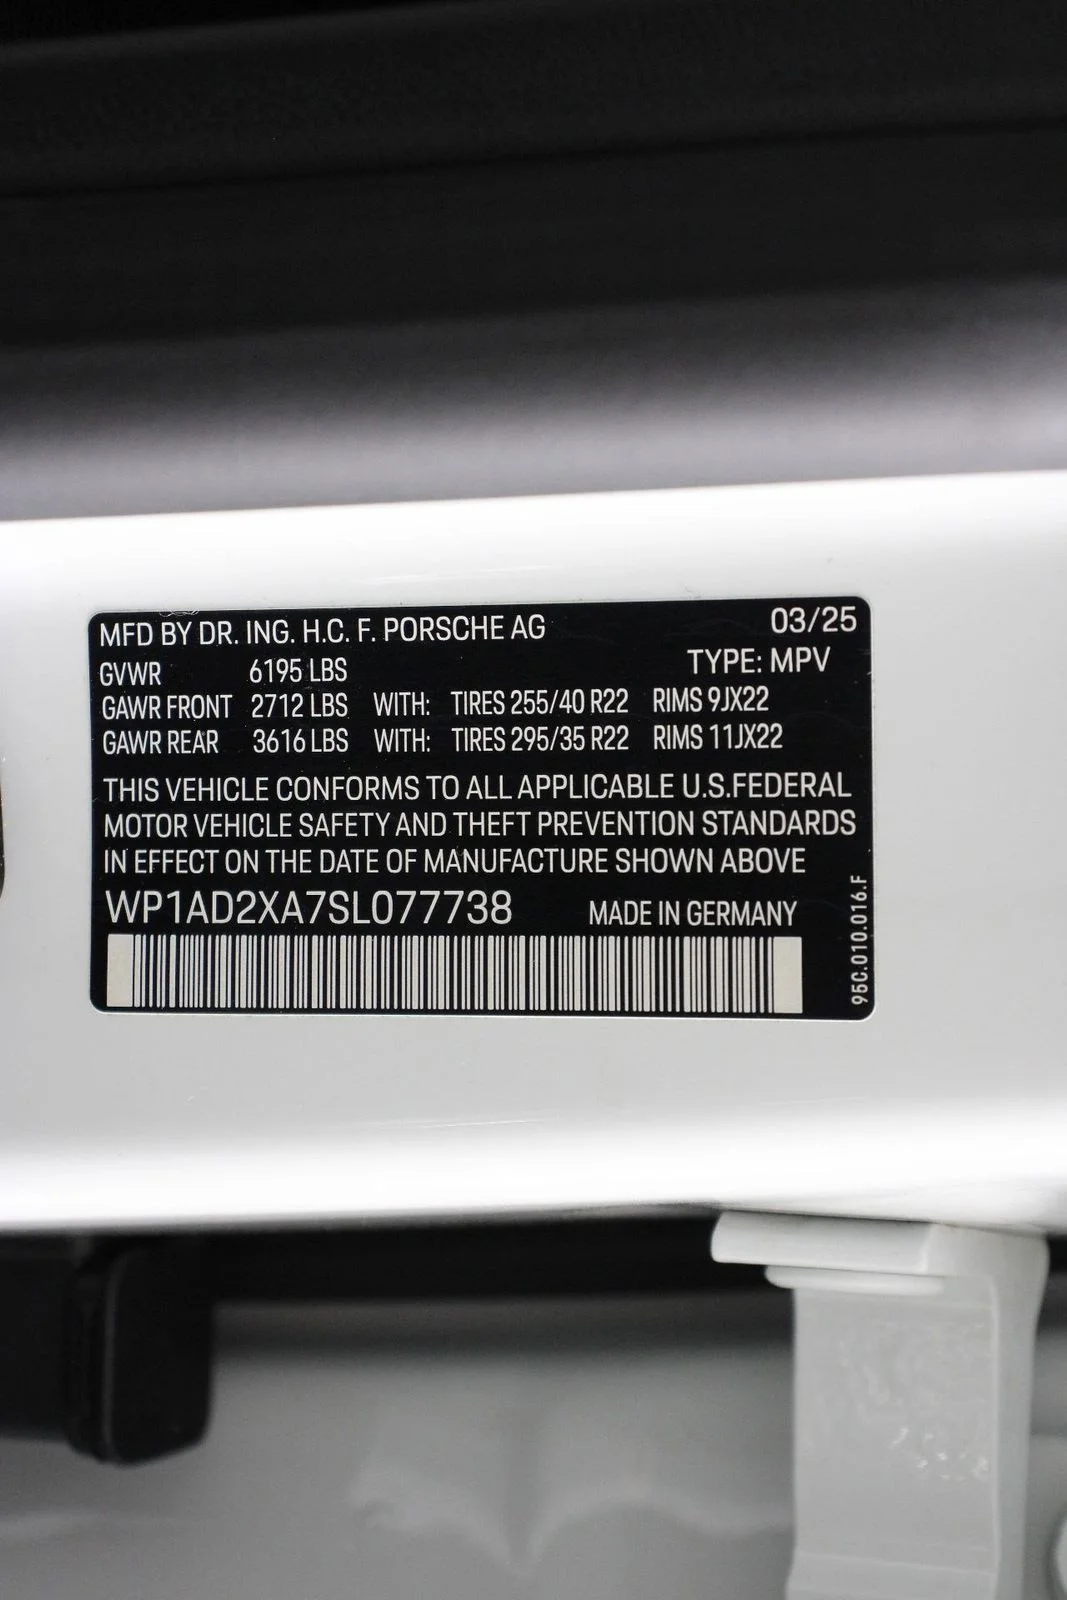 MFD BY DR. ING. H.C. F. PORSCHE AG 03/25
GVWR 6195 LBS TYPE: MPV
GAWR FRONT 2712 LBS WITH: TIRES 255/40 R22 RIMS 9JX22
GAWR REAR 3616 LBS WITH: TIRES 295/35 R22 RIMS 11JX22
THIS VEHICLE CONFORMS TO ALL APPLICABLE U.S.FEDERAL
MOTOR VEHICLE SAFETY AND THEFT PREVENTION STANDARDS
IN EFFECT ON THE DATE OF MANUFACTURE SHOWN ABOVE
WP1AD2XA7SL077738 MADE IN GERMANY
95C.010.016.F